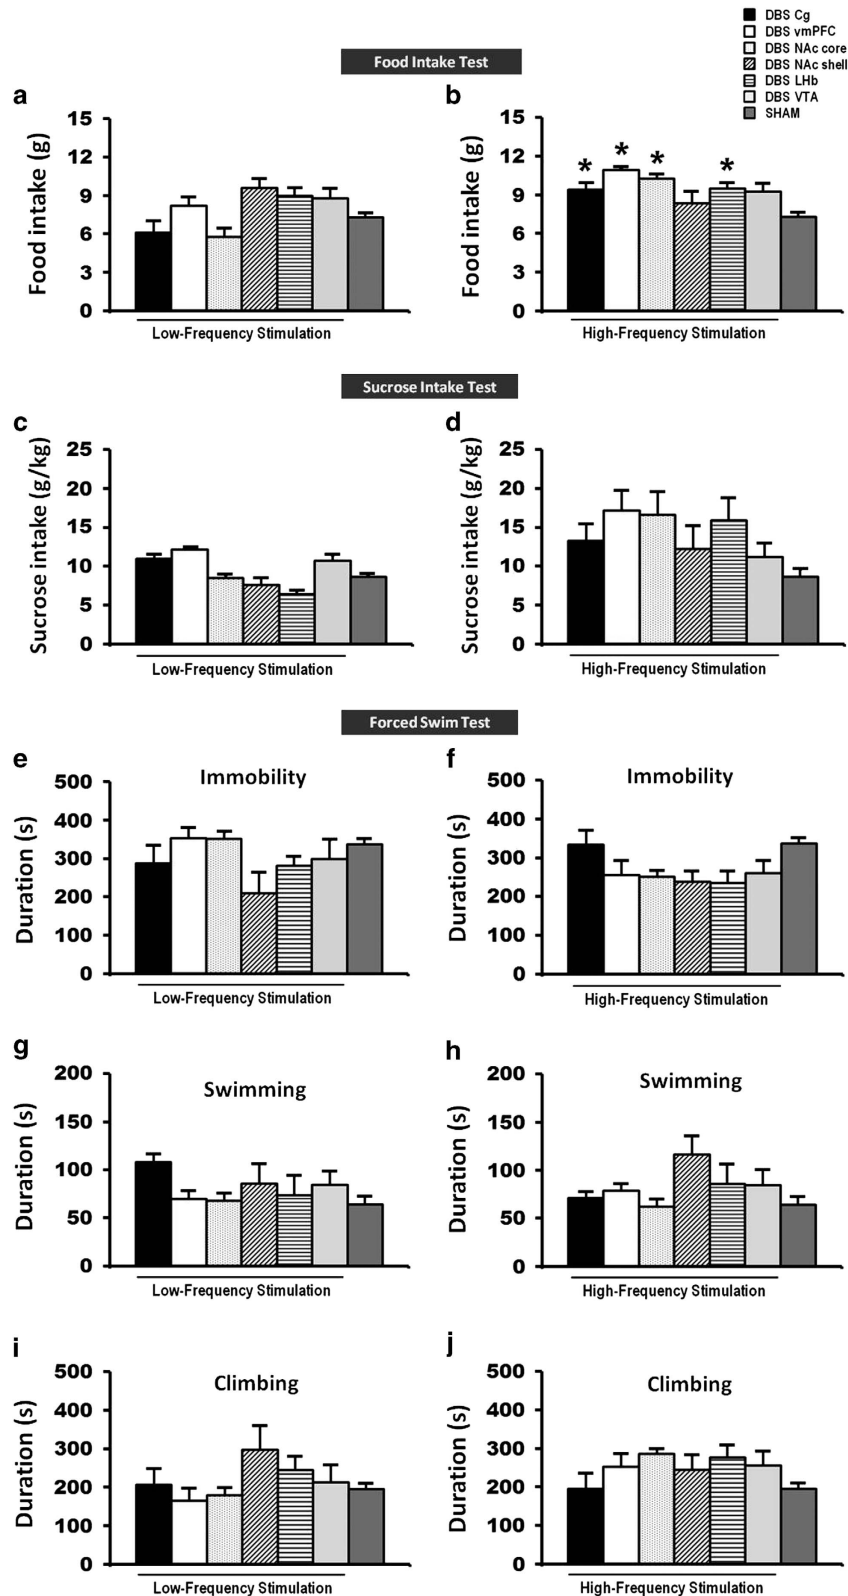 DBS Cg
DBS vmPFC
DBS NAc core
DBS NAc shell
DBS LHb
DBS VTA
SHAM
Food Intake Test
a
Food intake (g)
15
12
9
6
3
0
Low-Frequency Stimulation
b
Food intake (g)
15
12
9
6
3
0
* * * *
High-Frequency Stimulation
Sucrose Intake Test
c
Sucrose intake (g/kg)
25
20
15
10
5
0
Low-Frequency Stimulation
d
Sucrose intake (g/kg)
25
20
15
10
5
0
High-Frequency Stimulation
Forced Swim Test
e
Immobility
Duration (s)
500
400
300
200
100
0
Low-Frequency Stimulation
f
Immobility
Duration (s)
500
400
300
200
100
0
High-Frequency Stimulation
g
Swimming
Duration (s)
200
150
100
50
0
Low-Frequency Stimulation
h
Swimming
Duration (s)
200
150
100
50
0
High-Frequency Stimulation
i
Climbing
Duration (s)
500
400
300
200
100
0
Low-Frequency Stimulation
j
Climbing
Duration (s)
500
400
300
200
100
0
High-Frequency Stimulation